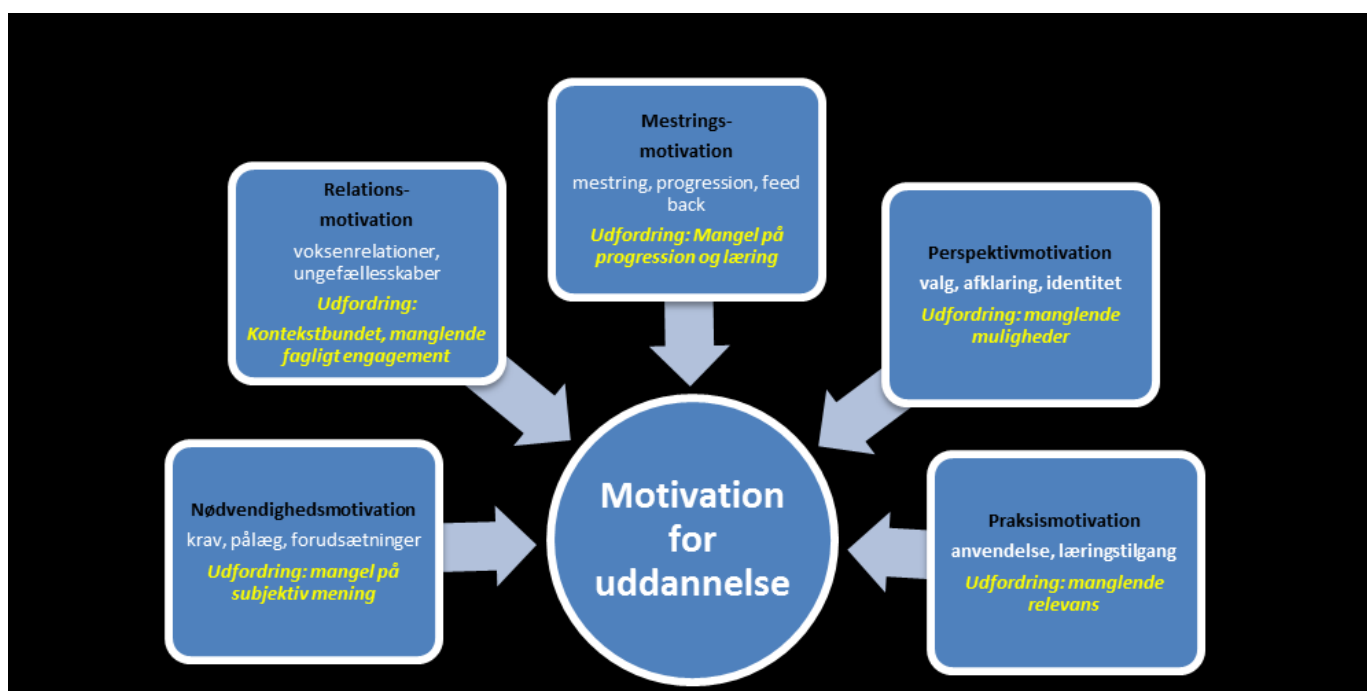 Mestrings-
motivation
mestring, progression, feed
back
Udfordring: Mangel på
progression og læring
Relations-
motivation
voksenrelationer,
ungefællesskaber
Udfordring:
Kontekstbundet, manglende
fagligt engagement
Perspektivmotivation
valg, afklaring, identitet
Udfordring: manglende
muligheder
Nødvendighedsmotivation
krav, pålæg, forudsætninger
Udfordring: mangel på
subjektiv mening
Motivation
for
uddannelse
Praksismotivation
anvendelse, læringstilgang
Udfordring: manglende
relevans